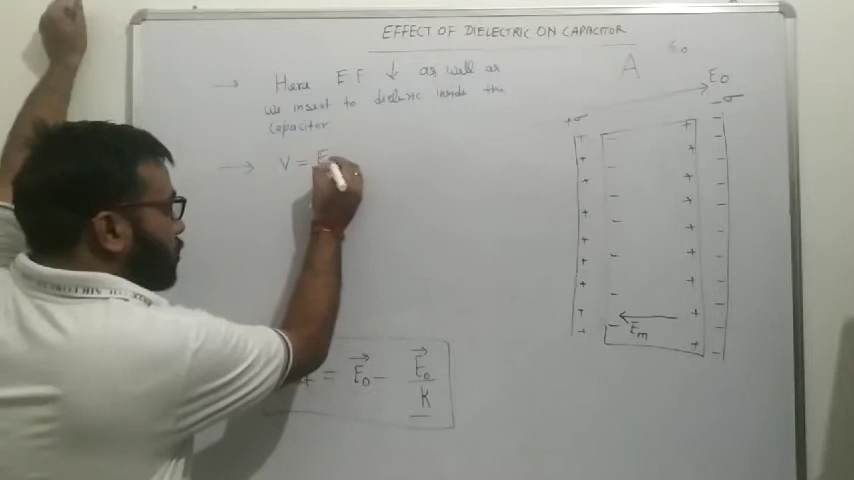 EFFECT OF DIELECTRIC ON CAPACITOR
→ Here E F ↓ as well as
we insert to dielectric inside the
capacitor
→ V = E
= E₀ - E₀
K
A
E₀
E₀
+σ
-σ
Em